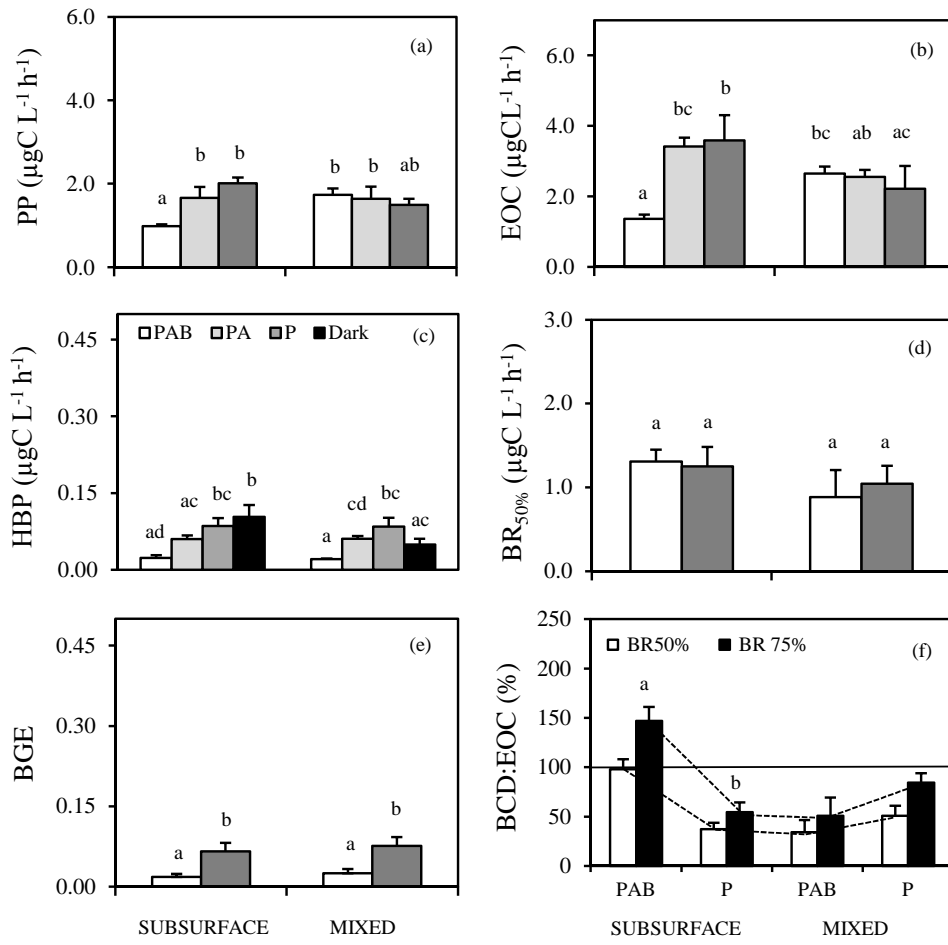 6.0
4.0
2.0
0.0
PP (µgC L⁻¹ h⁻¹)
(a)
a
b
b
b
b
ab
6.0
4.0
2.0
0.0
EOC (µgCL⁻¹ h⁻¹)
(b)
a
bc
b
bc
ab
ac
0.45
0.30
0.15
0.00
HBP (µgC L⁻¹ h⁻¹)
PAB PA P Dark (c)
ad
ac
bc
b
a
cd
bc
ac
3.0
2.0
1.0
0.0
BR50% (µgC L⁻¹ h⁻¹)
(d)
a
a
a
a
0.45
0.30
0.15
0.00
BGE
(e)
a
b
a
b
SUBSURFACE MIXED
250
200
150
100
50
0
BCD:EOC (%)
BR50% BR 75% (f)
a
b
PAB P PAB P
SUBSURFACE MIXED